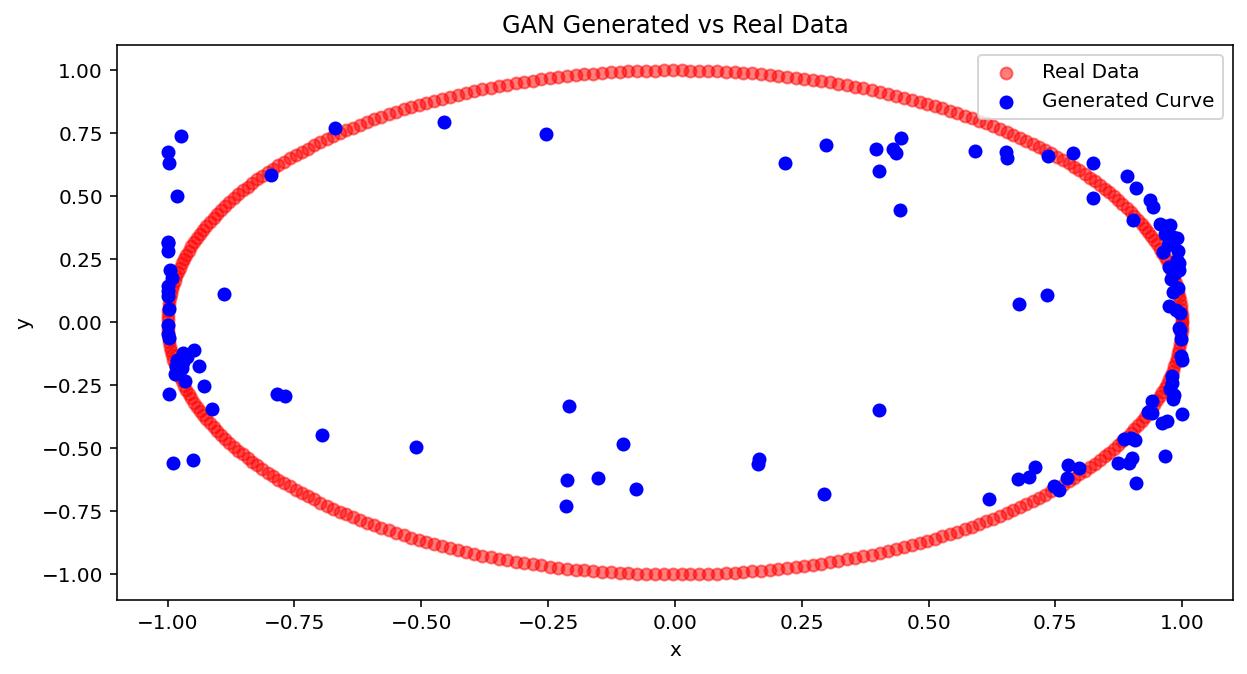 GAN Generated vs Real Data
Real Data
Generated Curve
1.00
0.75
0.50
0.25
0.00
−0.25
−0.50
−0.75
−1.00
y
−1.00 −0.75 −0.50 −0.25 0.00 0.25 0.50 0.75 1.00
x